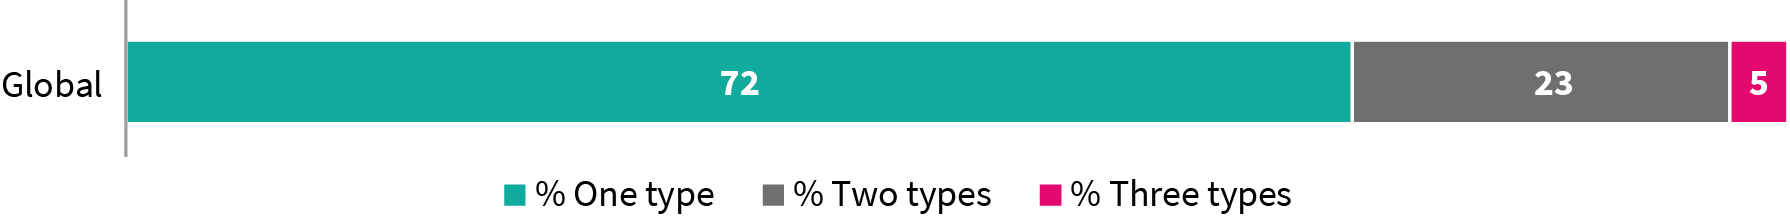 Global 72 23 5
% One type % Two types % Three types